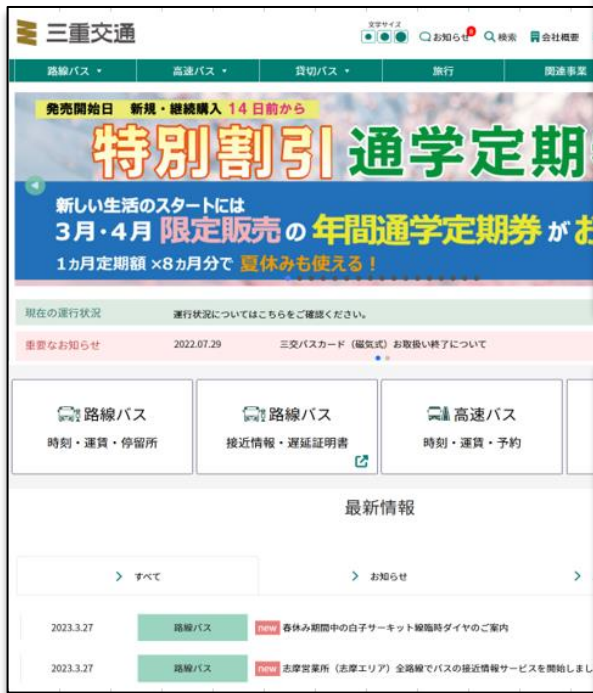 三重交通
文字サイズ
お知らせ
検索
会社概要
路線バス ▼
高速バス ▼
貸切バス ▼
旅行
関連事業
発売開始日 新規・継続購入 14日前から
特別割引 通学定期
新しい生活のスタートには
3月・4月 限定販売の 年間通学定期券 がお
1ヵ月定期額×8ヵ月分で 夏休みも使える！
現在の運行状況 運行状況についてはこちらをご確認ください。
重要なお知らせ 2022.07.29 三交バスカード（磁気式）お取扱い終了について
路線バス
時刻・運賃・停留所
路線バス
接近情報・遅延証明書
高速バス
時刻・運賃・予約
最新情報
すべて
お知らせ
2023.3.27 路線バス new 春休み期間中の白子サーキット線臨時ダイヤのご案内
2023.3.27 路線バス new 志摩営業所（志摩エリア）全路線でバスの接近情報サービスを開始しまし